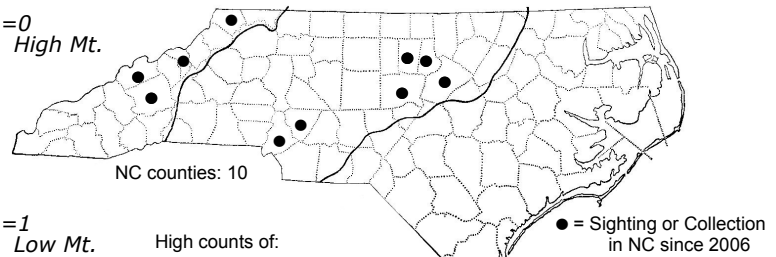 =0
High Mt.
NC counties: 10
=1
Low Mt.
High counts of:
● = Sighting or Collection
in NC since 2006